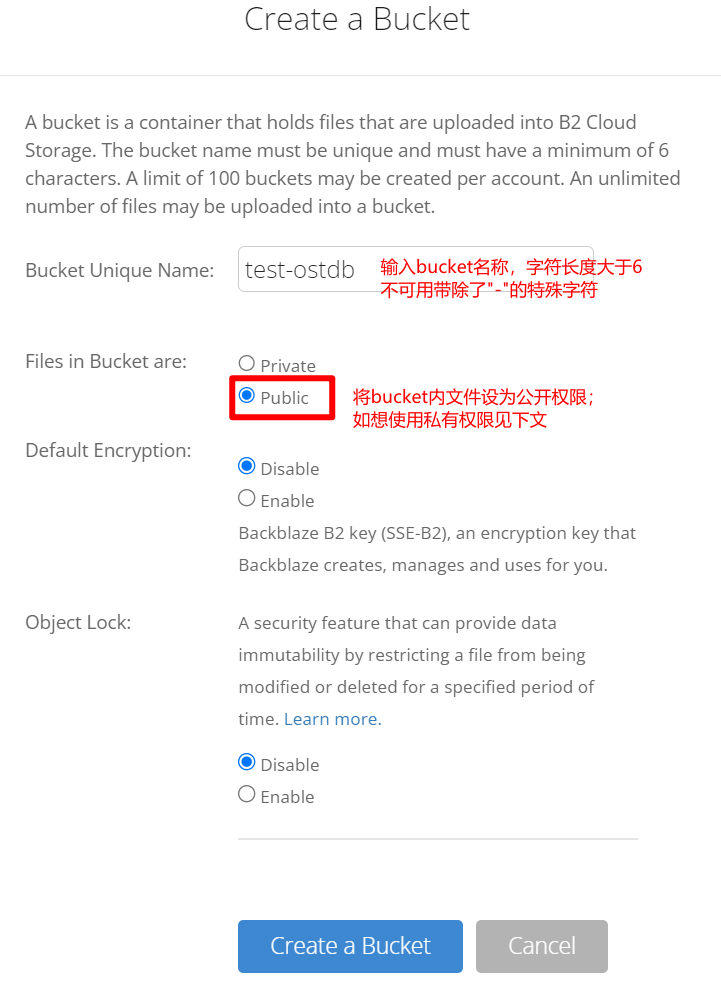 Create a Bucket
A bucket is a container that holds files that are uploaded into B2 Cloud
Storage. The bucket name must be unique and must have a minimum of 6
characters. A limit of 100 buckets may be created per account. An unlimited
number of files may be uploaded into a bucket.
Bucket Unique Name:
test-ostdb
输入bucket名称，字符长度大于6
不可用带除了"-"的特殊字符
Files in Bucket are:
Private
Public
将bucket内文件设为公开权限；
如想使用私有权限见下文
Default Encryption:
Disable
Enable
Backblaze B2 key (SSE-B2), an encryption key that
Backblaze creates, manages and uses for you.
Object Lock:
A security feature that can provide data
immutability by restricting a file from being
modified or deleted for a specified period of
time. Learn more.
Disable
Enable
Create a Bucket
Cancel